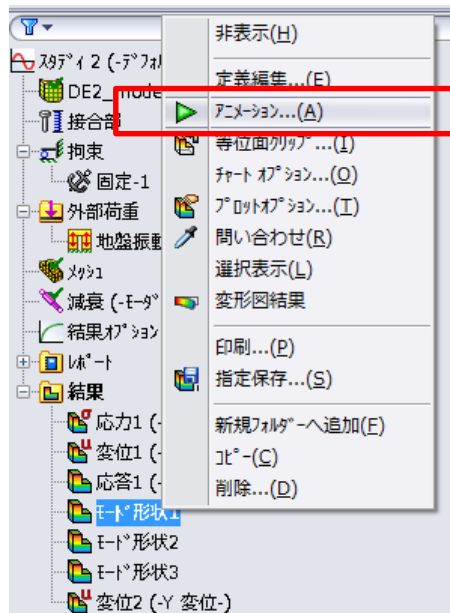 非表示(H)
定義編集...(E)
ｱﾆﾒｰｼｮﾝ...(A)
等位面ｸﾘｯﾌﾟ...(I)
ﾁｬｰﾄ ｵﾌﾟｼｮﾝ...(O)
ﾌﾟﾛｯﾄｵﾌﾟｼｮﾝ...(T)
問い合わせ(R)
選択表示(L)
変形図結果
印刷...(P)
指定保存...(S)
新規ﾌｫﾙﾀﾞｰへ追加(F)
ｺﾋﾟｰ(C)
削除...(D)
ｽﾀﾃﾞｨ 2 (-ﾃﾞﾌｫﾙ
DE2_mode
接合部
拘束
固定-1
外部荷重
地盤振動
ﾒｯｼｭ1
減衰 (-ﾓｰﾀﾞ
結果ｵﾌﾟｼｮﾝ
ﾚﾎﾟｰﾄ
結果
応力1 (-
変位1 (-
応答1 (-
ﾓｰﾄﾞ形状1
ﾓｰﾄﾞ形状2
ﾓｰﾄﾞ形状3
変位2 (-Y 変位-)